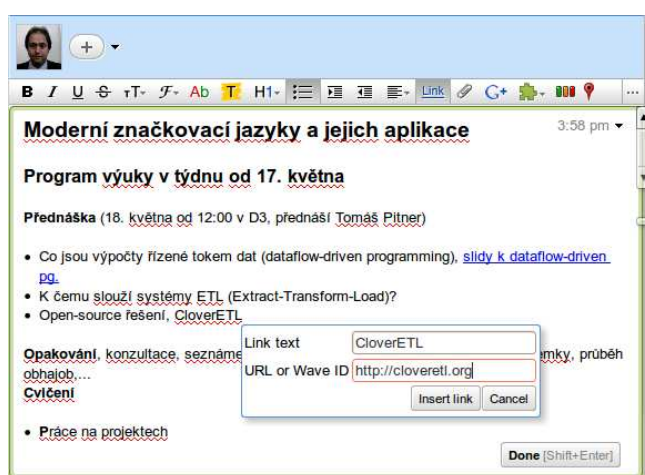 +
B I U S тT F Ab T H1 Link G+ ...
Moderní značkovací jazyky a jejich aplikace 3:58 pm
Program výuky v týdnu od 17. května
Přednáška (18. května od 12:00 v D3, přednáší Tomáš Pitner)
• Co jsou výpočty řízené tokem dat (dataflow-driven programming), slidy k dataflow-driven
pg.
• K čemu slouží systémy ETL (Extract-Transform-Load)?
• Open-source řešení, CloverETL
Link text CloverETL
URL or Wave ID http://cloveretl.org
Insert link Cancel
Opakování, konzultace, průběh
obhajob,...
Cvičení
• Práce na projektech
Done [Shift+Enter]